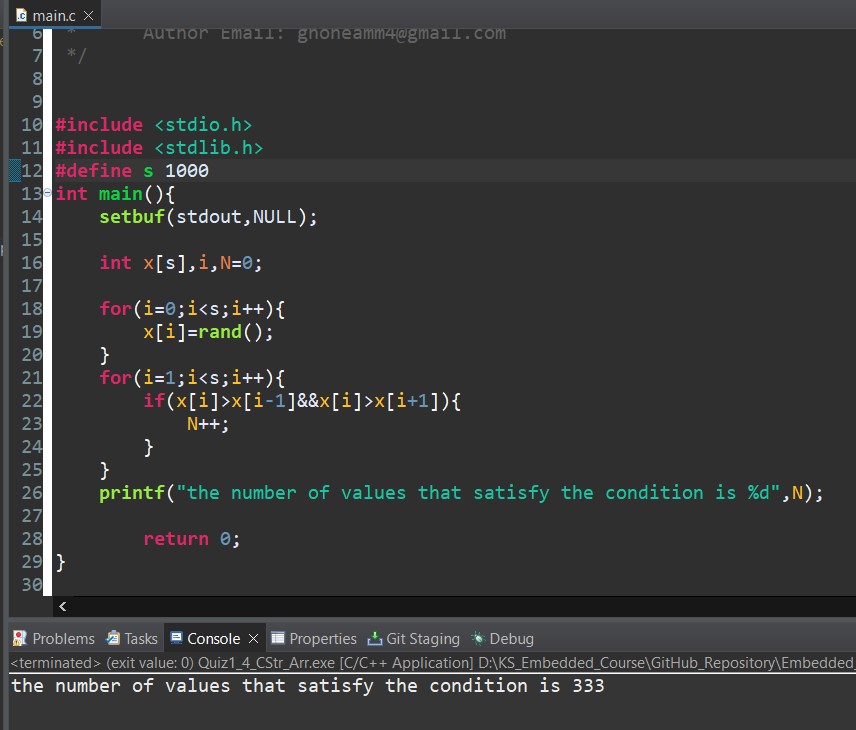 main.c
6 * Author Email: ghoneamm4@gmail.com
7 */
8
9
10 #include <stdio.h>
11 #include <stdlib.h>
12 #define s 1000
13 int main(){
14 setbuf(stdout,NULL);
15
16 int x[s],i,N=0;
17
18 for(i=0;i<s;i++){
19 x[i]=rand();
20 }
21 for(i=1;i<s;i++){
22 if(x[i]>x[i-1]&&x[i]>x[i+1]){
23 N++;
24 }
25 }
26 printf("the number of values that satisfy the condition is %d",N);
27
28 return 0;
29 }
30
Problems Tasks Console Properties Git Staging Debug
<terminated> (exit value: 0) Quiz1_4_CStr_Arr.exe [C/C++ Application] D:\KS_Embedded_Course\GitHub_Repository\Embedded_
the number of values that satisfy the condition is 333